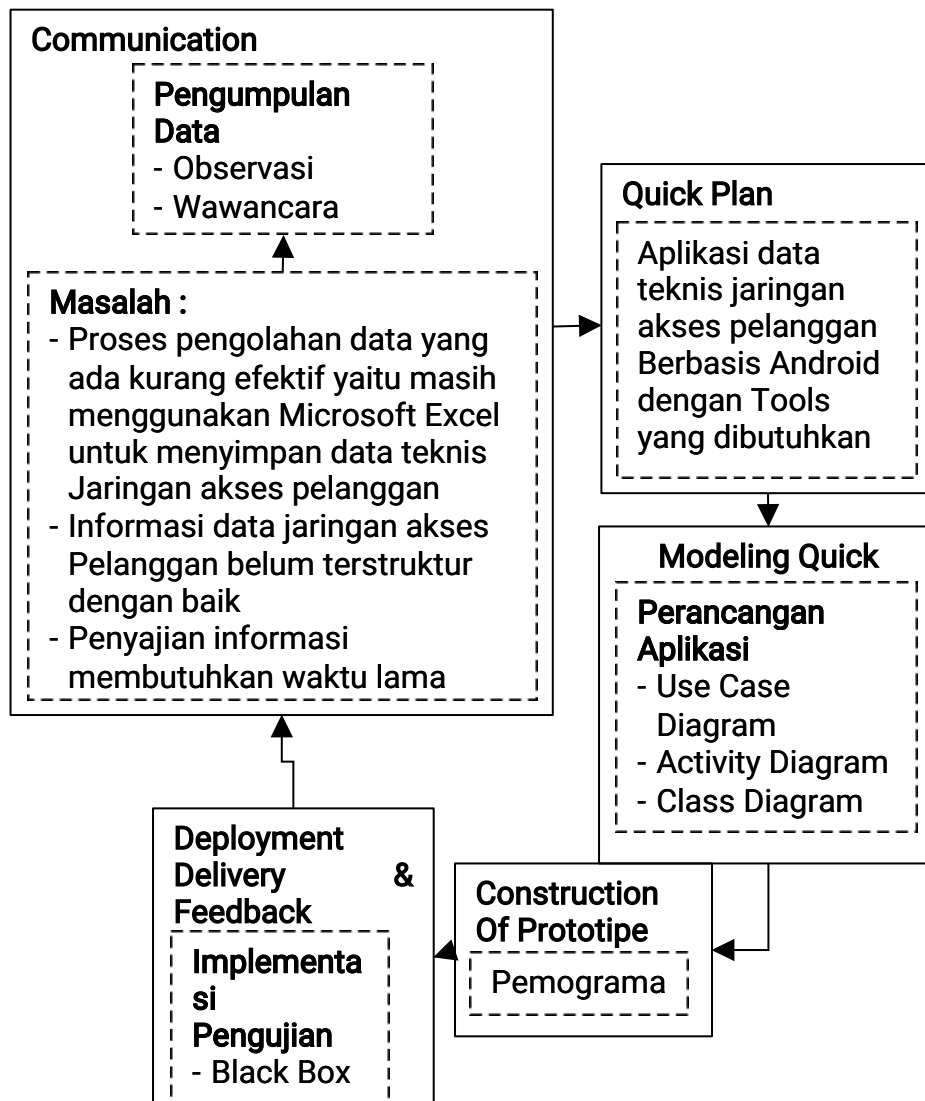 Communication
Pengumpulan
Data
- Observasi
- Wawancara
Masalah :
- Proses pengolahan data yang
ada kurang efektif yaitu masih
menggunakan Microsoft Excel
untuk menyimpan data teknis
Jaringan akses pelanggan
- Informasi data jaringan akses
Pelanggan belum terstruktur
dengan baik
- Penyajian informasi
membutuhkan waktu lama
Quick Plan
Aplikasi data
teknis jaringan
akses pelanggan
Berbasis Android
dengan Tools
yang dibutuhkan
Modeling Quick
Perancangan
Aplikasi
- Use Case
Diagram
- Activity Diagram
- Class Diagram
Construction
Of Prototipe
Pemograma
Deployment
Delivery &
Feedback
Implementa
si
Pengujian
- Black Box